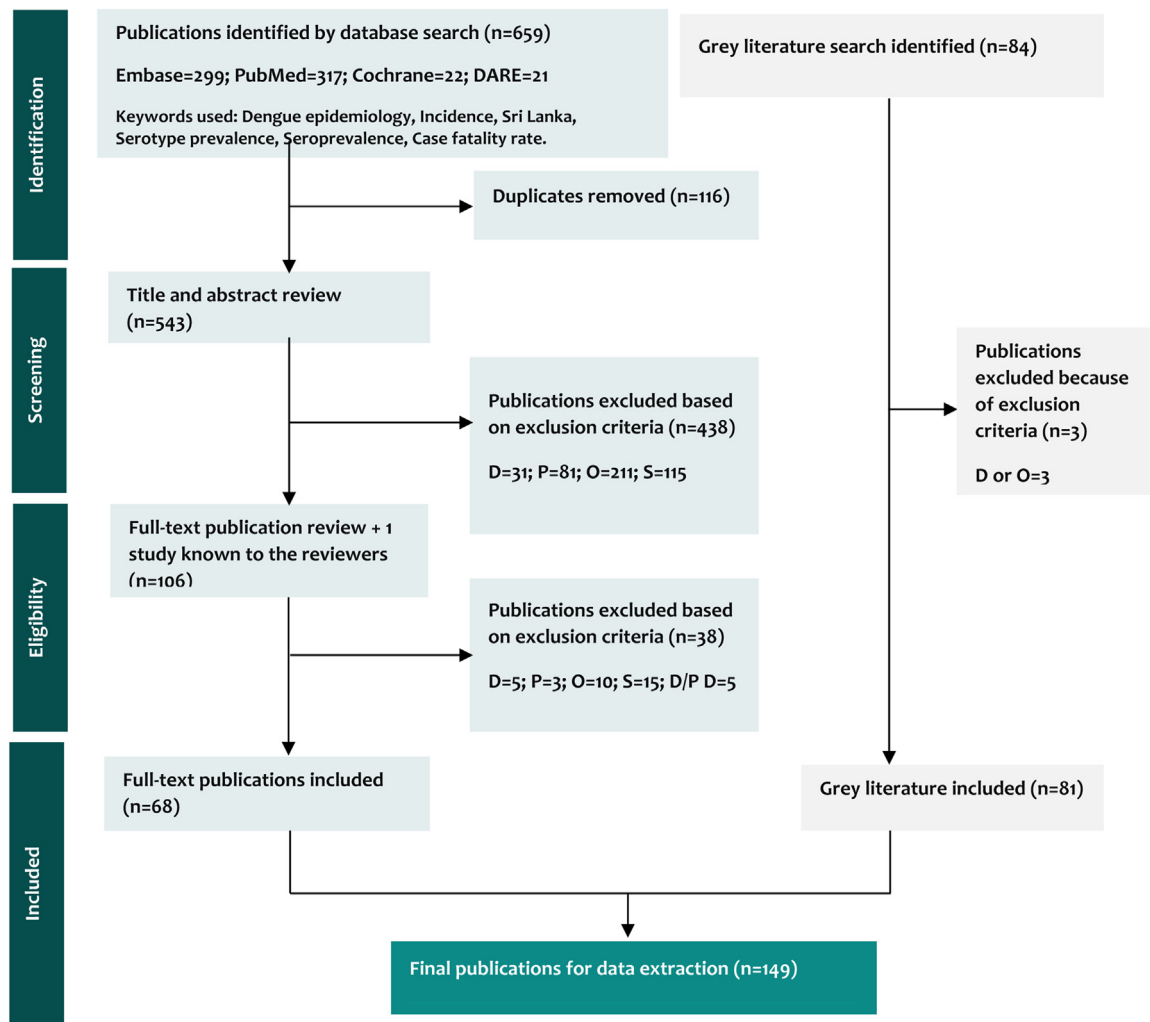 Identification
Publications identified by database search (n=659)
Embase=299; PubMed=317; Cochrane=22; DARE=21
Keywords used: Dengue epidemiology, Incidence, Sri Lanka,
Serotype prevalence, Seroprevalence, Case fatality rate.
Grey literature search identified (n=84)
Duplicates removed (n=116)
Screening
Title and abstract review
(n=543)
Publications excluded based
on exclusion criteria (n=438)
D=31; P=81; O=211; S=115
Publications
excluded because
of exclusion
criteria (n=3)
D or O=3
Eligibility
Full-text publication review + 1
study known to the reviewers
(n=106)
Publications excluded based
on exclusion criteria (n=38)
D=5; P=3; O=10; S=15; D/P D=5
Included
Full-text publications included
(n=68)
Grey literature included (n=81)
Final publications for data extraction (n=149)